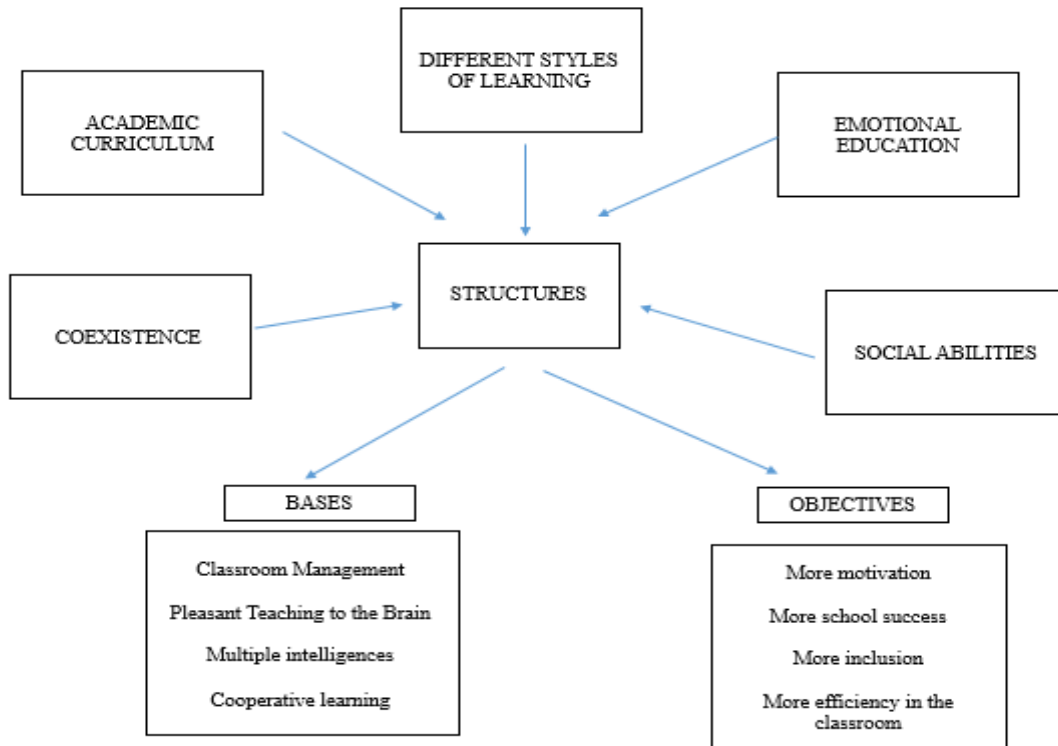 DIFFERENT STYLES
OF LEARNING
ACADEMIC
CURRICULUM
EMOTIONAL
EDUCATION
STRUCTURES
COEXISTENCE
SOCIAL ABILITIES
BASES
Classroom Management
Pleasant Teaching to the Brain
Multiple intelligences
Cooperative learning
OBJECTIVES
More motivation
More school success
More inclusion
More efficiency in the
classroom